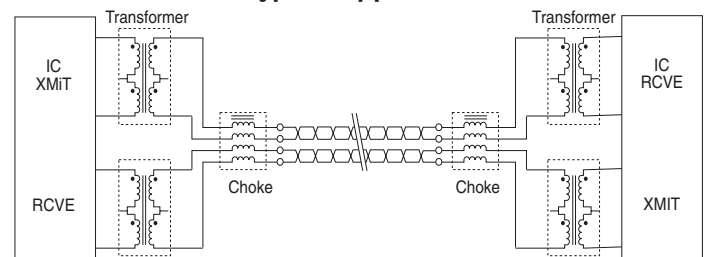 Transformer
Transformer
IC
XMiT
IC
RCVE
Choke
Choke
RCVE
XMIT